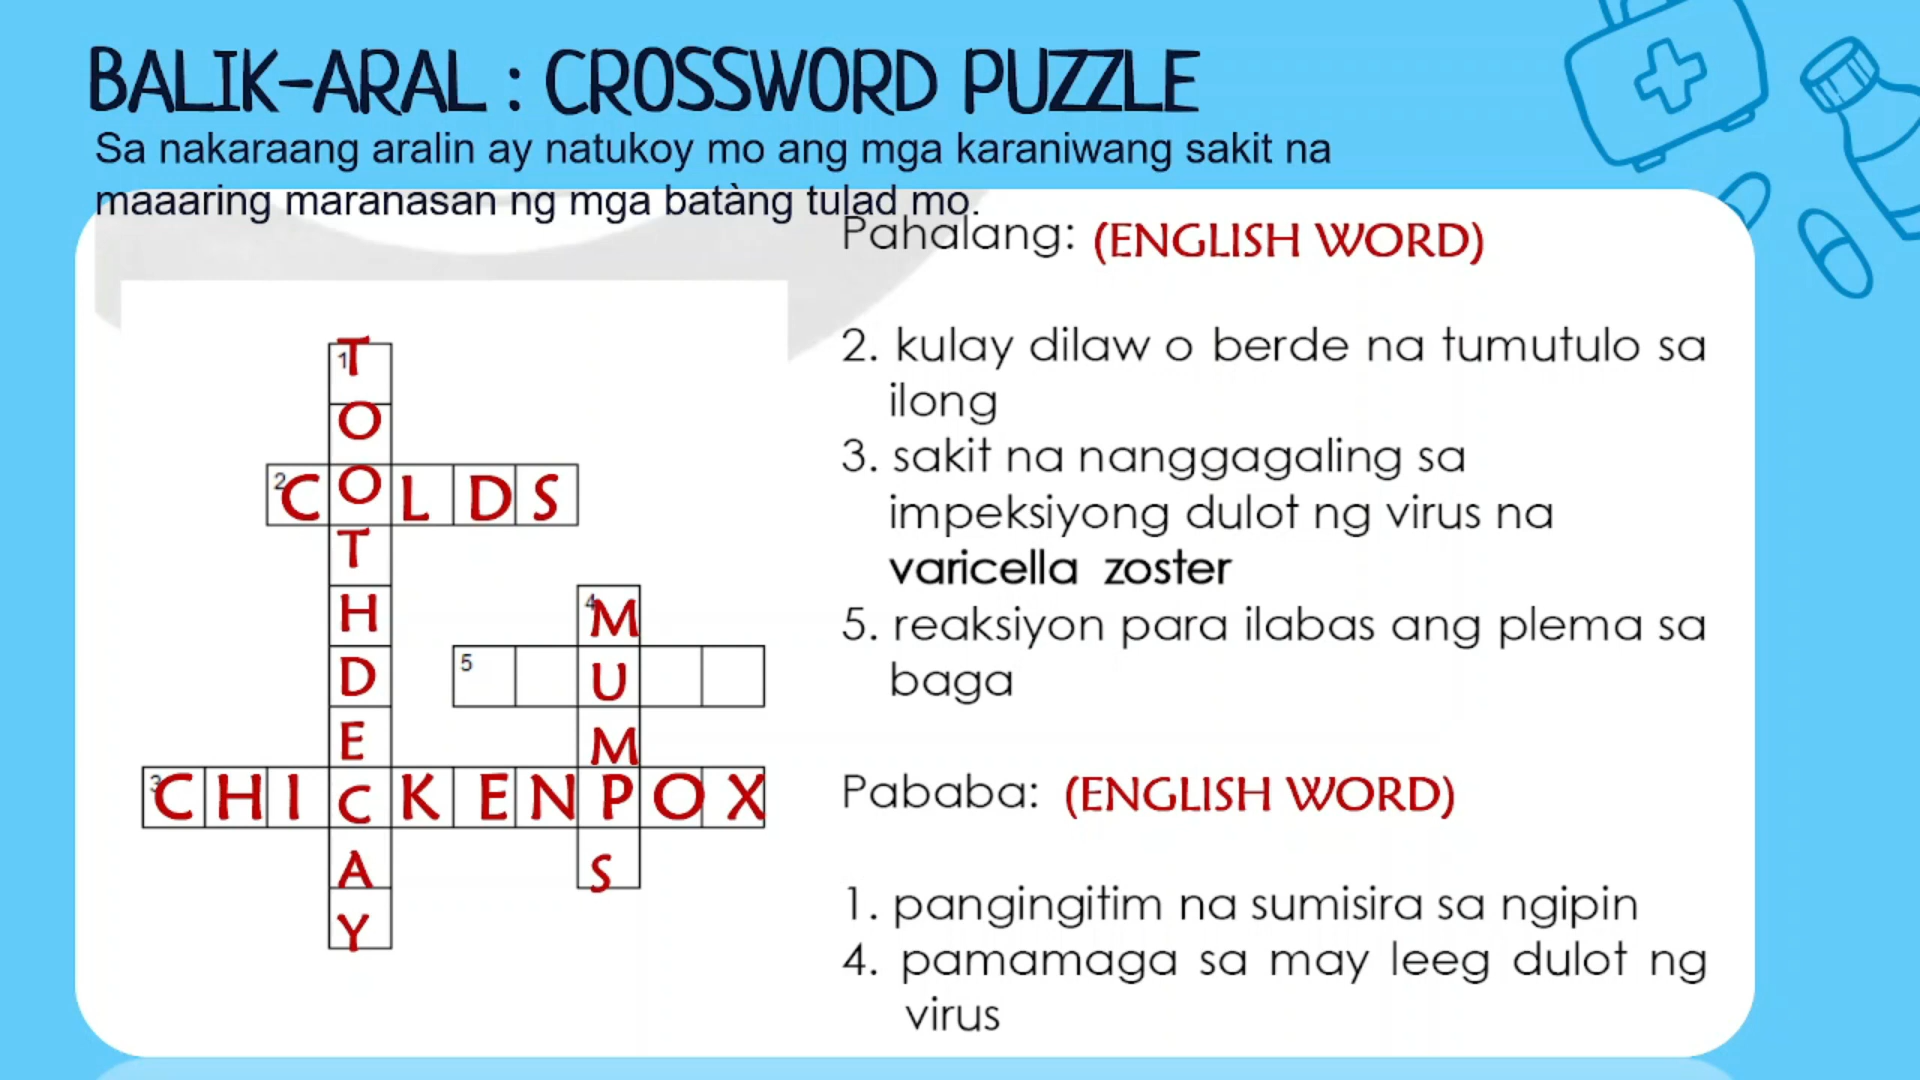 BALIK-ARAL : CROSSWORD PUZZLE
Sa nakaraang aralin ay natukoy mo ang mga karaniwang sakit na
maaaring maranasan ng mga batàng tulad mo.
Pahalang: (ENGLISH WORD)
2. kulay dilaw o berde na tumutulo sa
ilong
3. sakit na nanggagaling sa
impeksiyong dulot ng virus na
varicella zoster
5. reaksiyon para ilabas ang plema sa
baga
Pababa: (ENGLISH WORD)
1. pangingitim na sumisira sa ngipin
4. pamamaga sa may leeg dulot ng
virus
1 T
O
2 C O L D S
T
H
4 M
D
5 U
E
M
3 C H I C K E N P O X
A
S
Y